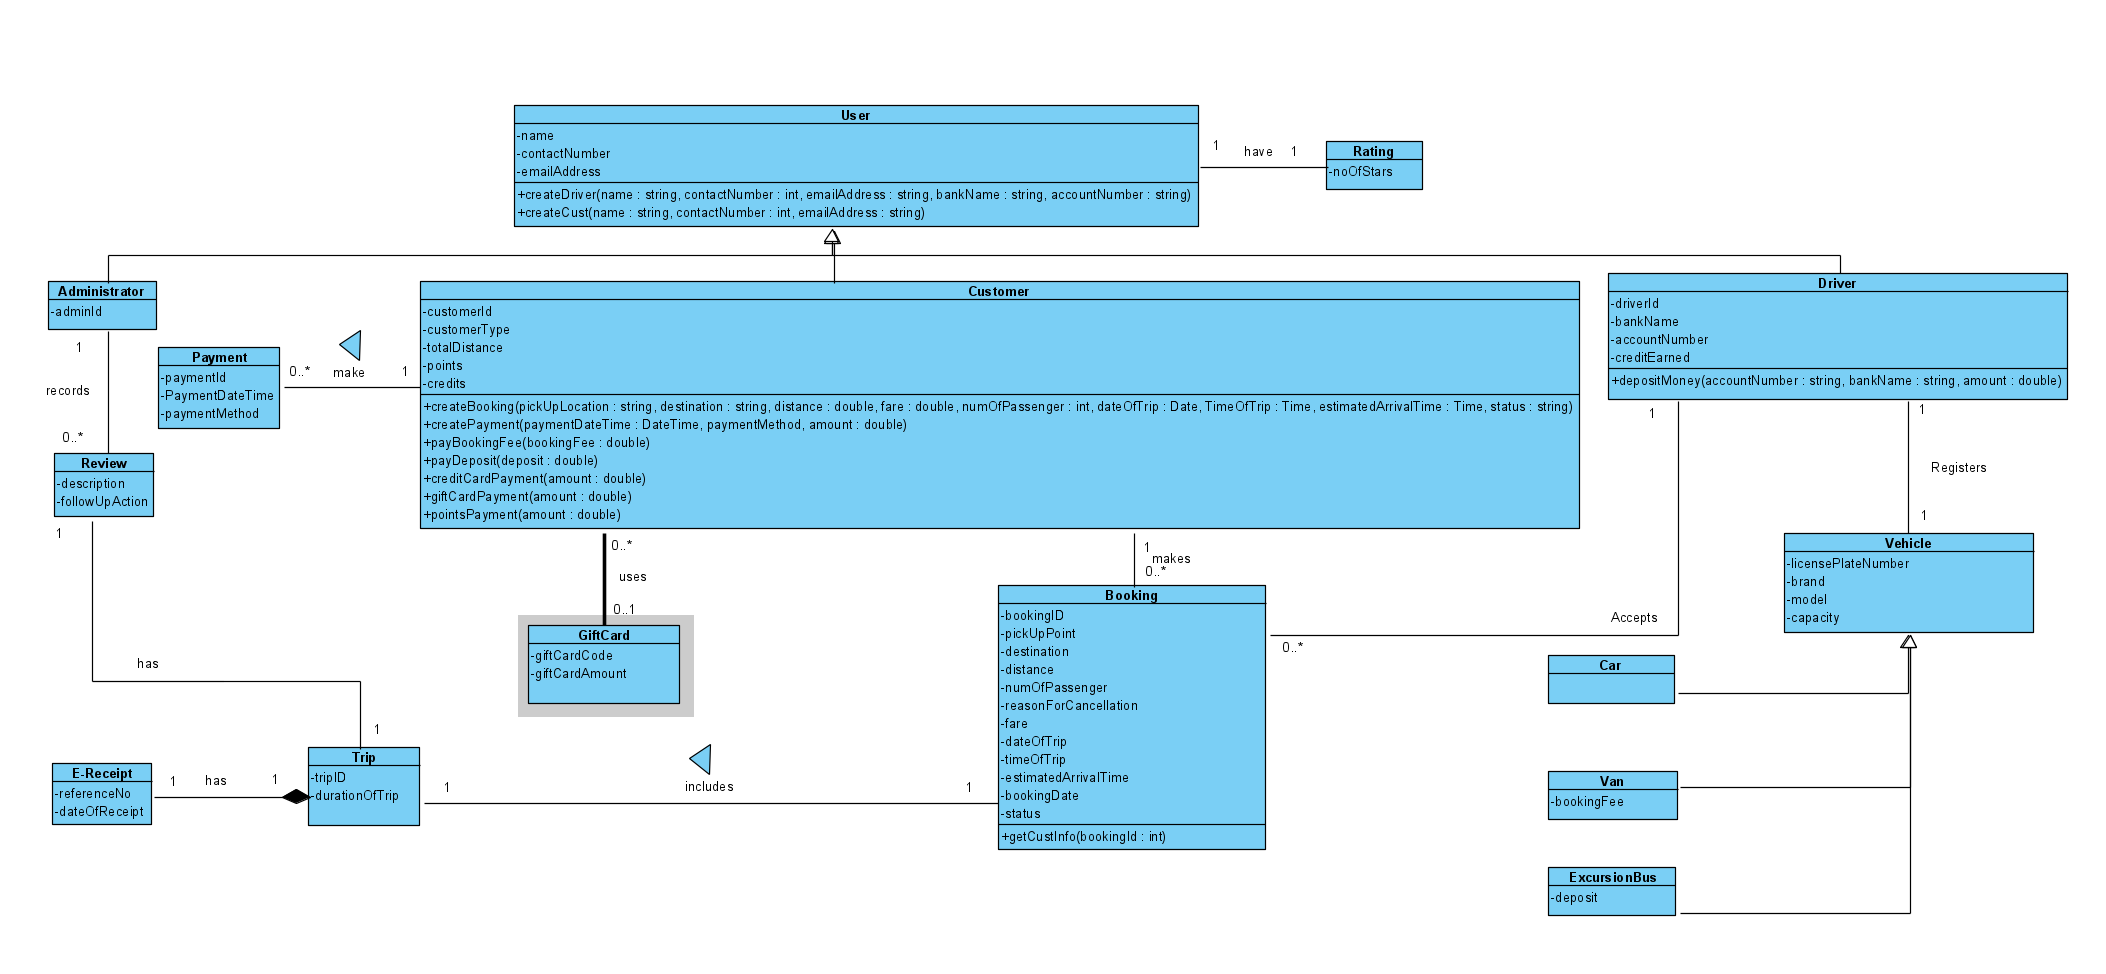 User
-name
-contactNumber
-emailAddress
+createDriver(name : string, contactNumber : int, emailAddress : string, bankName : string, accountNumber : string)
+createCust(name : string, contactNumber : int, emailAddress : string)
1 have 1
Rating
-noOfStars
Administrator
-adminId
1
records
0..*
Payment
-paymentId
-PaymentDateTime
-paymentMethod
0..* make 1
Customer
-customerId
-customerType
-totalDistance
-points
-credits
+createBooking(pickUpLocation : string, destination : string, distance : double, fare : double, numOfPassenger : int, dateOfTrip : Date, TimeOfTrip : Time, estimatedArrivalTime : Time, status : string)
+createPayment(paymentDateTime : DateTime, paymentMethod, amount : double)
+payBookingFee(bookingFee : double)
+payDeposit(deposit : double)
+creditCardPayment(amount : double)
+giftCardPayment(amount : double)
+pointsPayment(amount : double)
Driver
-driverId
-bankName
-accountNumber
-creditEarned
+depositMoney(accountNumber : string, bankName : string, amount : double)
1
1
Registers
1
Review
-description
-followUpAction
1
has
1
0..*
uses
0..1
GiftCard
-giftCardCode
-giftCardAmount
1
makes
0..*
Booking
-bookingID
-pickUpPoint
-destination
-distance
-numOfPassenger
-reasonForCancellation
-fare
-dateOfTrip
-timeOfTrip
-estimatedArrivalTime
-bookingDate
-status
+getCustInfo(bookingId : int)
Accepts
0..*
Vehicle
-licensePlateNumber
-brand
-model
-capacity
Car
Van
-bookingFee
ExcursionBus
-deposit
E-Receipt
-referenceNo
-dateOfReceipt
1 has 1
Trip
-tripID
-durationOfTrip
1 includes 1